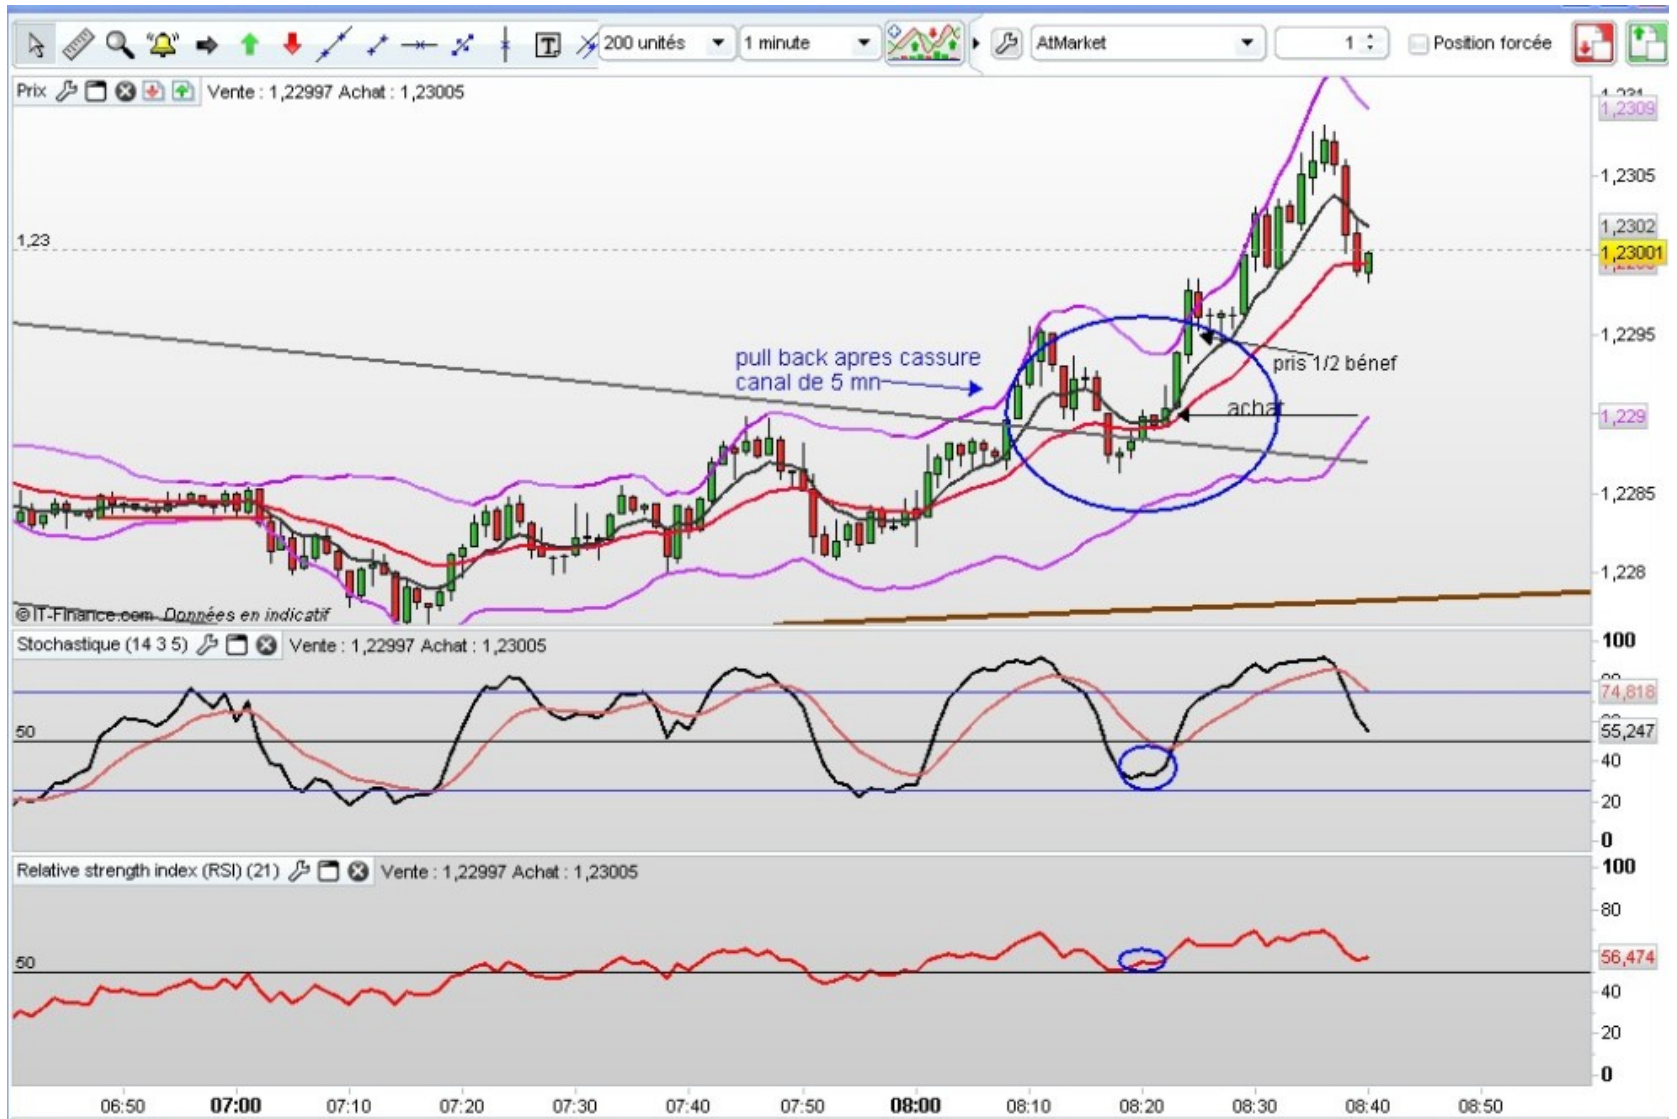 200 unités 1 minute AtMarket 1 Position forcée
Prix Vente : 1,22997 Achat : 1,23005
1,231
1,2309
1,2305
1,2302
1,23
1,23001
1,2295
pull back apres cassure
canal de 5 mn
pris 1/2 bénef
achat
1,229
1,2285
1,228
©IT-Finance.com Données en indicatif
Stochastique (14 3 5) Vente : 1,22997 Achat : 1,23005
100
74,818
50
55,247
40
20
0
Relative strength index (RSI) (21) Vente : 1,22997 Achat : 1,23005
100
80
50
56,474
40
20
0
06:50 07:00 07:10 07:20 07:30 07:40 07:50 08:00 08:10 08:20 08:30 08:40 08:50